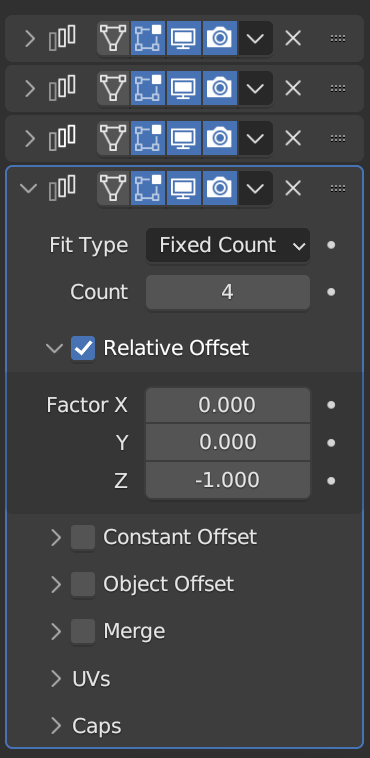 Fit Type Fixed Count
Count 4
Relative Offset
Factor X 0.000
Y 0.000
Z -1.000
Constant Offset
Object Offset
Merge
UVs
Caps